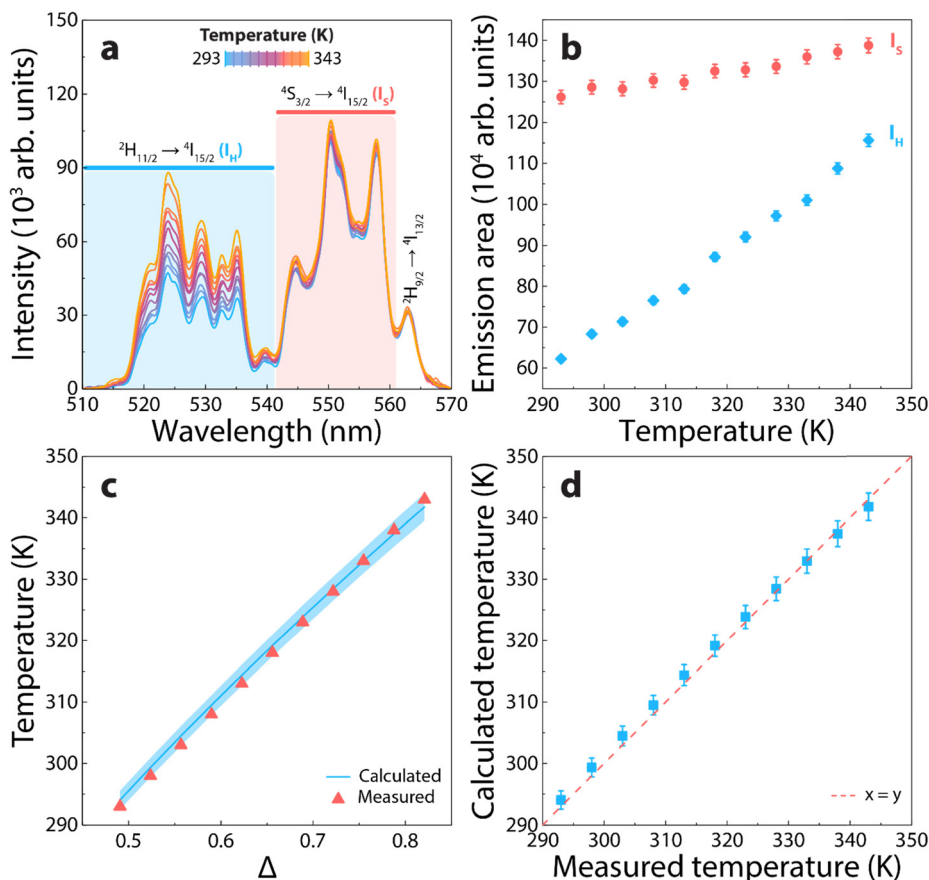 a
Temperature (K)
293 343
⁴S₃/₂ → ⁴I₁₅/₂ (I_S)
²H₁₁/₂ → ⁴I₁₅/₂ (I_H)
²H₉/₂ → ⁴I₁₃/₂
Intensity (10³ arb. units)
150
120
90
60
30
0
510 520 530 540 550 560 570
Wavelength (nm)
b
I_S
I_H
Emission area (10⁴ arb. units)
140
130
120
110
100
90
80
70
60
290 300 310 320 330 340 350
Temperature (K)
c
Temperature (K)
350
340
330
320
310
300
290
Calculated
Measured
0.5 0.6 0.7 0.8
Δ
d
Calculated temperature (K)
350
340
330
320
310
300
290
x = y
290 300 310 320 330 340 350
Measured temperature (K)